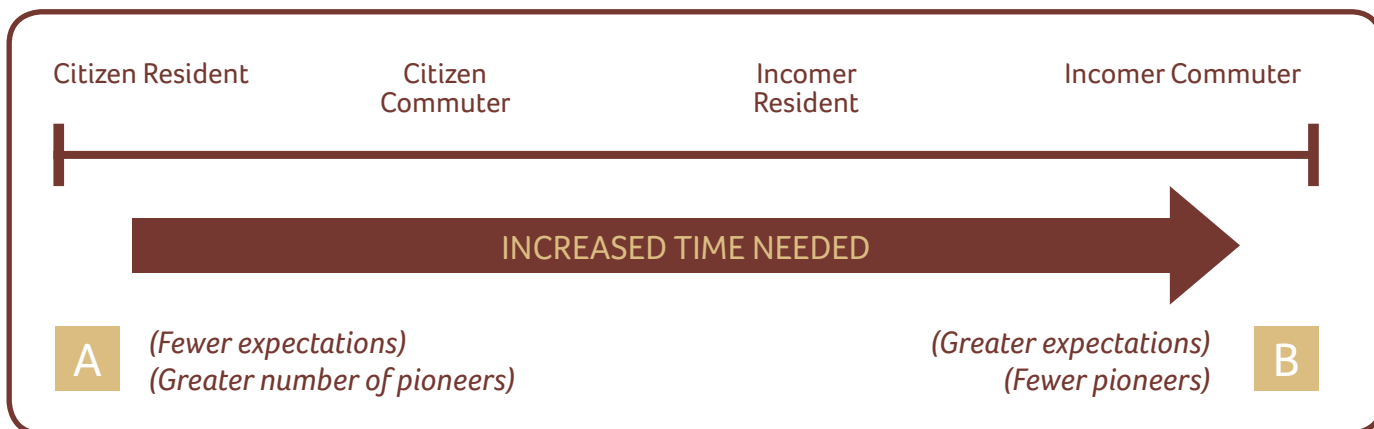 Citizen Resident
Citizen
Commuter
Incomer
Resident
Incomer Commuter
INCREASED TIME NEEDED
A
(Fewer expectations)
(Greater number of pioneers)
(Greater expectations)
(Fewer pioneers)
B